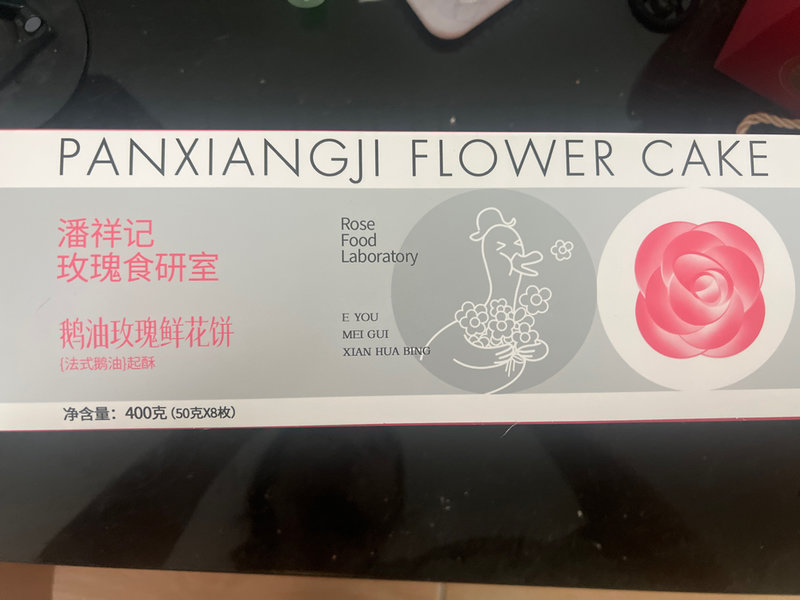 PANXIANGJI FLOWER CAKE
潘祥记
玫瑰食研室
Rose
Food
Laboratory
鹅油玫瑰鲜花饼
{法式鹅油}起酥
E YOU
MEI GUI
XIAN HUA BING
净含量：400克 (50克X8枚)